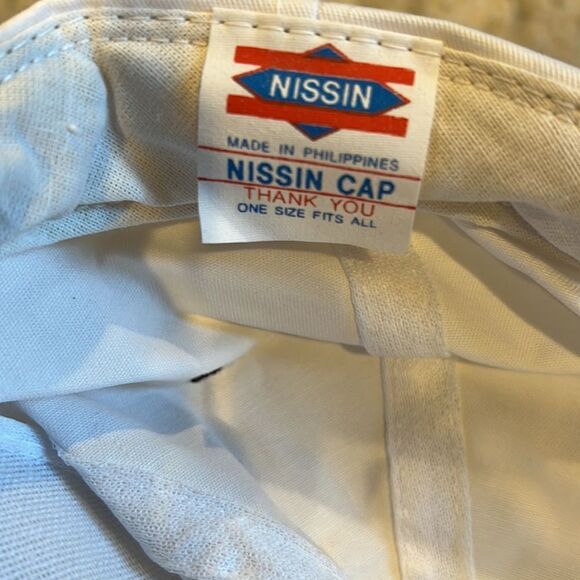 NISSIN
MADE IN PHILIPPINES
NISSIN CAP
THANK YOU
ONE SIZE FITS ALL